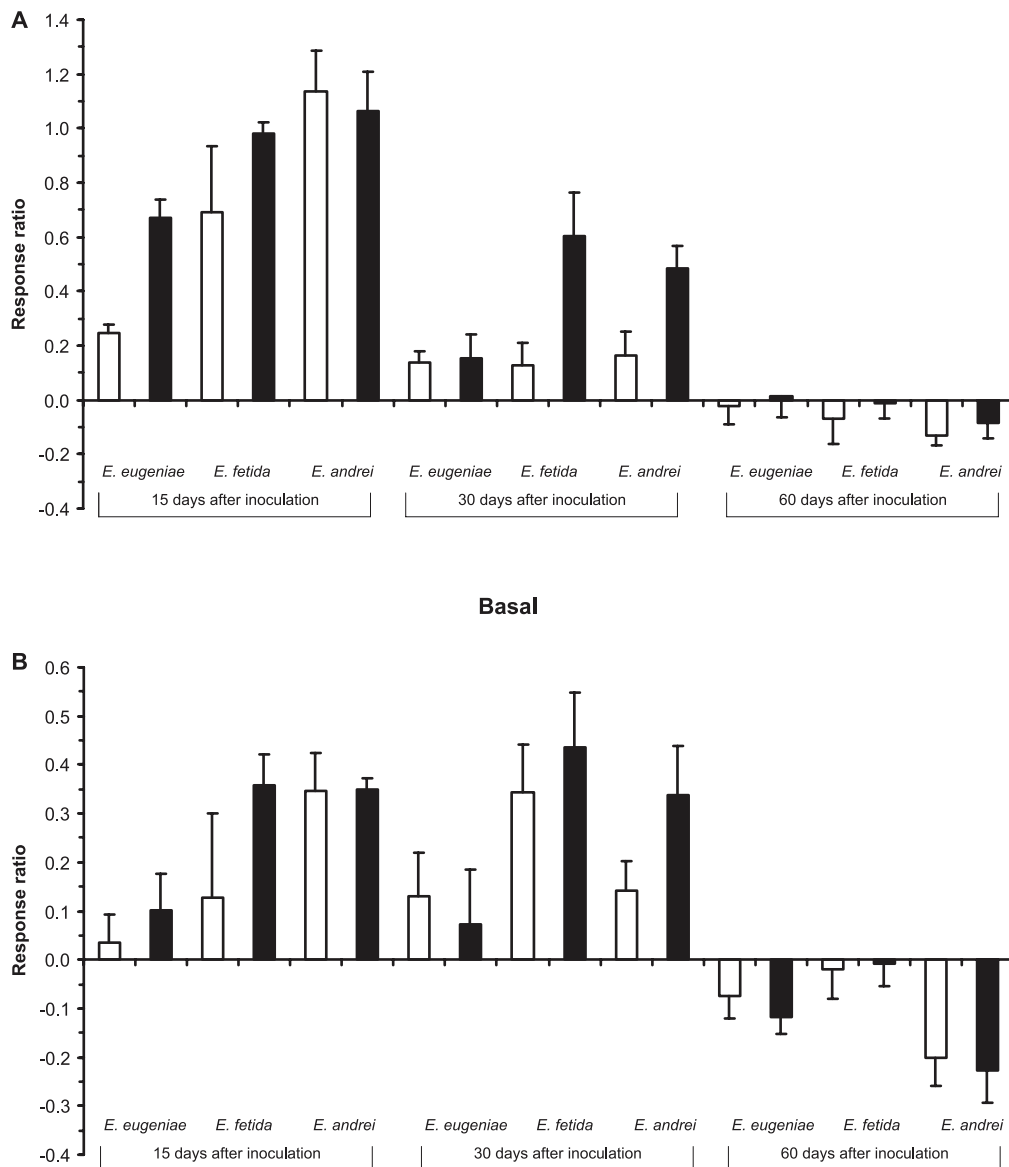 A
1.4
1.2
1.0
0.8
0.6
0.4
0.2
0.0
-0.2
-0.4
Response ratio
E. eugeniae E. fetida E. andrei E. eugeniae E. fetida E. andrei E. eugeniae E. fetida E. andrei
15 days after inoculation 30 days after inoculation 60 days after inoculation
Basal
B
0.6
0.5
0.4
0.3
0.2
0.1
0.0
-0.1
-0.2
-0.3
-0.4
Response ratio
E. eugeniae E. fetida E. andrei E. eugeniae E. fetida E. andrei E. eugeniae E. fetida E. andrei
15 days after inoculation 30 days after inoculation 60 days after inoculation